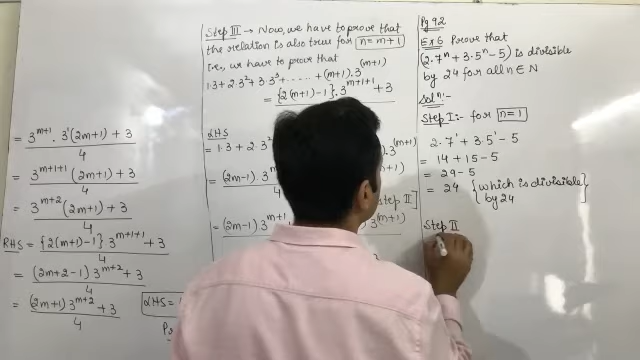 = 3^{m+1} . 3^1 (2m+1) + 3 / 4
= 3^{m+1+1} (2m+1) + 3 / 4
= 3^{m+2} (2m+1) + 3 / 4
RHS = {2(m+1)-1} 3^{m+1+1} + 3 / 4
= (2m+2-1) 3^{m+2} + 3 / 4
= (2m+1) 3^{m+2} + 3 / 4
LHS =
Step III → Now, we have to prove that
the relation is also true for n = m+1
i.e., we have to prove that
1.3 + 2.3^2 + 3.3^3 + ...... + (m+1).3^{(m+1)}
= {2(m+1)-1}.3^{m+1+1} + 3
LHS
= 1.3 + 2.3^2 .3^{(m+1)}
= (2m-1).3 +1)
step II]
= (2m-1) 3^{m+ 3^{(m+1)}
Pg 92
Ex 6 Prove that
(2.7^n + 3.5^n - 5) is divisible
by 24 for all n ∈ N
Sol^n:-
Step I:- for n = 1
2.7^1 + 3.5^1 - 5
= 14 + 15 - 5
= 29 - 5
= 24 {which is divisible by 24}
Step II